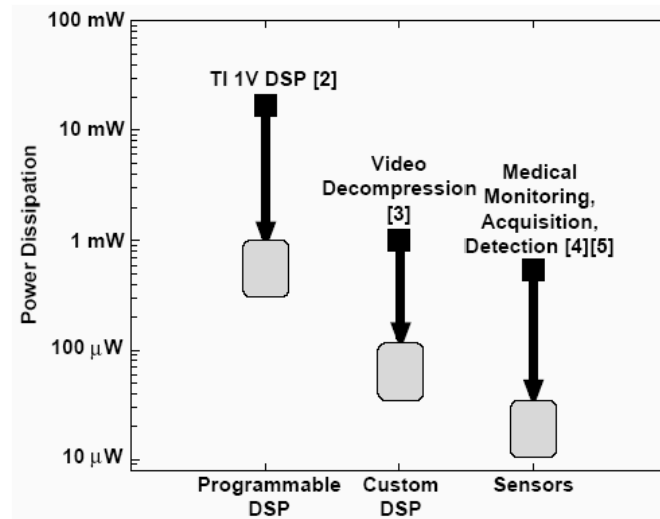 100 mW
10 mW
1 mW
100 μW
10 μW
Power Dissipation
TI 1V DSP [2]
Video
Decompression
[3]
Medical
Monitoring,
Acquisition,
Detection [4][5]
Programmable
DSP
Custom
DSP
Sensors